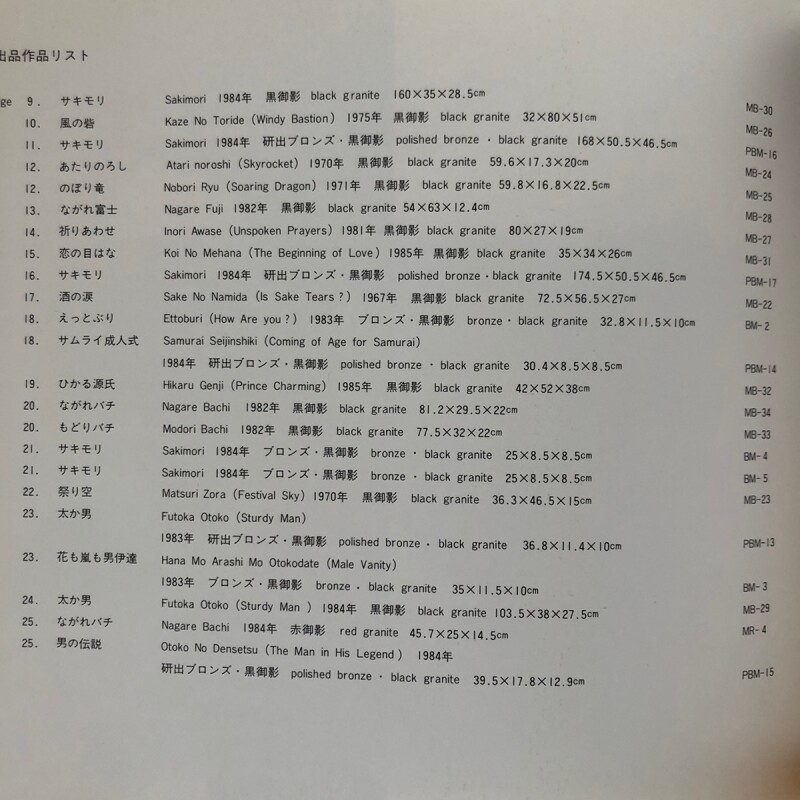 出品作品リスト
ge 9. サキモリ Sakimori 1984年 黒御影 black granite 160×35×28.5cm MB-30
10. 風の砦 Kaze No Toride (Windy Bastion) 1975年 黒御影 black granite 32×80×51cm MB-26
11. サキモリ Sakimori 1984年 研出ブロンズ・黒御影 polished bronze・black granite 168×50.5×46.5cm PBM-16
12. あたりのろし Atari noroshi (Skyrocket) 1970年 黒御影 black granite 59.6×17.3×20cm MB-24
12. のぼり竜 Nobori Ryu (Soaring Dragon) 1971年 黒御影 black granite 59.8×16.8×22.5cm MB-25
13. ながれ富士 Nagare Fuji 1982年 黒御影 black granite 54×63×12.4cm MB-28
14. 祈りあわせ Inori Awase (Unspoken Prayers) 1981年 黒御影 black granite 80×27×19cm MB-27
15. 恋の目はな Koi No Mehana (The Beginning of Love) 1985年 黒御影 black granite 35×34×26cm MB-31
16. サキモリ Sakimori 1984年 研出ブロンズ・黒御影 polished bronze・black granite 174.5×50.5×46.5cm PBM-17
17. 酒の涙 Sake No Namida (Is Sake Tears?) 1967年 黒御影 black granite 72.5×56.5×27cm MB-22
18. えっとぶり Ettoburi (How Are you?) 1983年 ブロンズ・黒御影 bronze・black granite 32.8×11.5×10cm BM-2
18. サムライ成人式 Samurai Seijinshiki (Coming of Age for Samurai)
1984年 研出ブロンズ・黒御影 polished bronze・black granite 30.4×8.5×8.5cm PBM-14
19. ひかる源氏 Hikaru Genji (Prince Charming) 1985年 黒御影 black granite 42×52×38cm MB-32
20. ながれバチ Nagare Bachi 1982年 黒御影 black granite 81.2×29.5×22cm MB-34
20. もどりバチ Modori Bachi 1982年 黒御影 black granite 77.5×32×22cm MB-33
21. サキモリ Sakimori 1984年 ブロンズ・黒御影 bronze・black granite 25×8.5×8.5cm BM-4
21. サキモリ Sakimori 1984年 ブロンズ・黒御影 bronze・black granite 25×8.5×8.5cm BM-5
22. 祭り空 Matsuri Zora (Festival Sky) 1970年 黒御影 black granite 36.3×46.5×15cm MB-23
23. 太か男 Futoka Otoko (Sturdy Man)
1983年 研出ブロンズ・黒御影 polished bronze・black granite 36.8×11.4×10cm PBM-13
23. 花も嵐も男伊達 Hana Mo Arashi Mo Otokodate (Male Vanity)
1983年 ブロンズ・黒御影 bronze・black granite 35×11.5×10cm BM-3
24. 太か男 Futoka Otoko (Sturdy Man ) 1984年 黒御影 black granite 103.5×38×27.5cm MB-29
25. ながれバチ Nagare Bachi 1984年 赤御影 red granite 45.7×25×14.5cm MR-4
25. 男の伝説 Otoko No Densetsu (The Man in His Legend) 1984年
研出ブロンズ・黒御影 polished bronze・black granite 39.5×17.8×12.9cm PBM-15